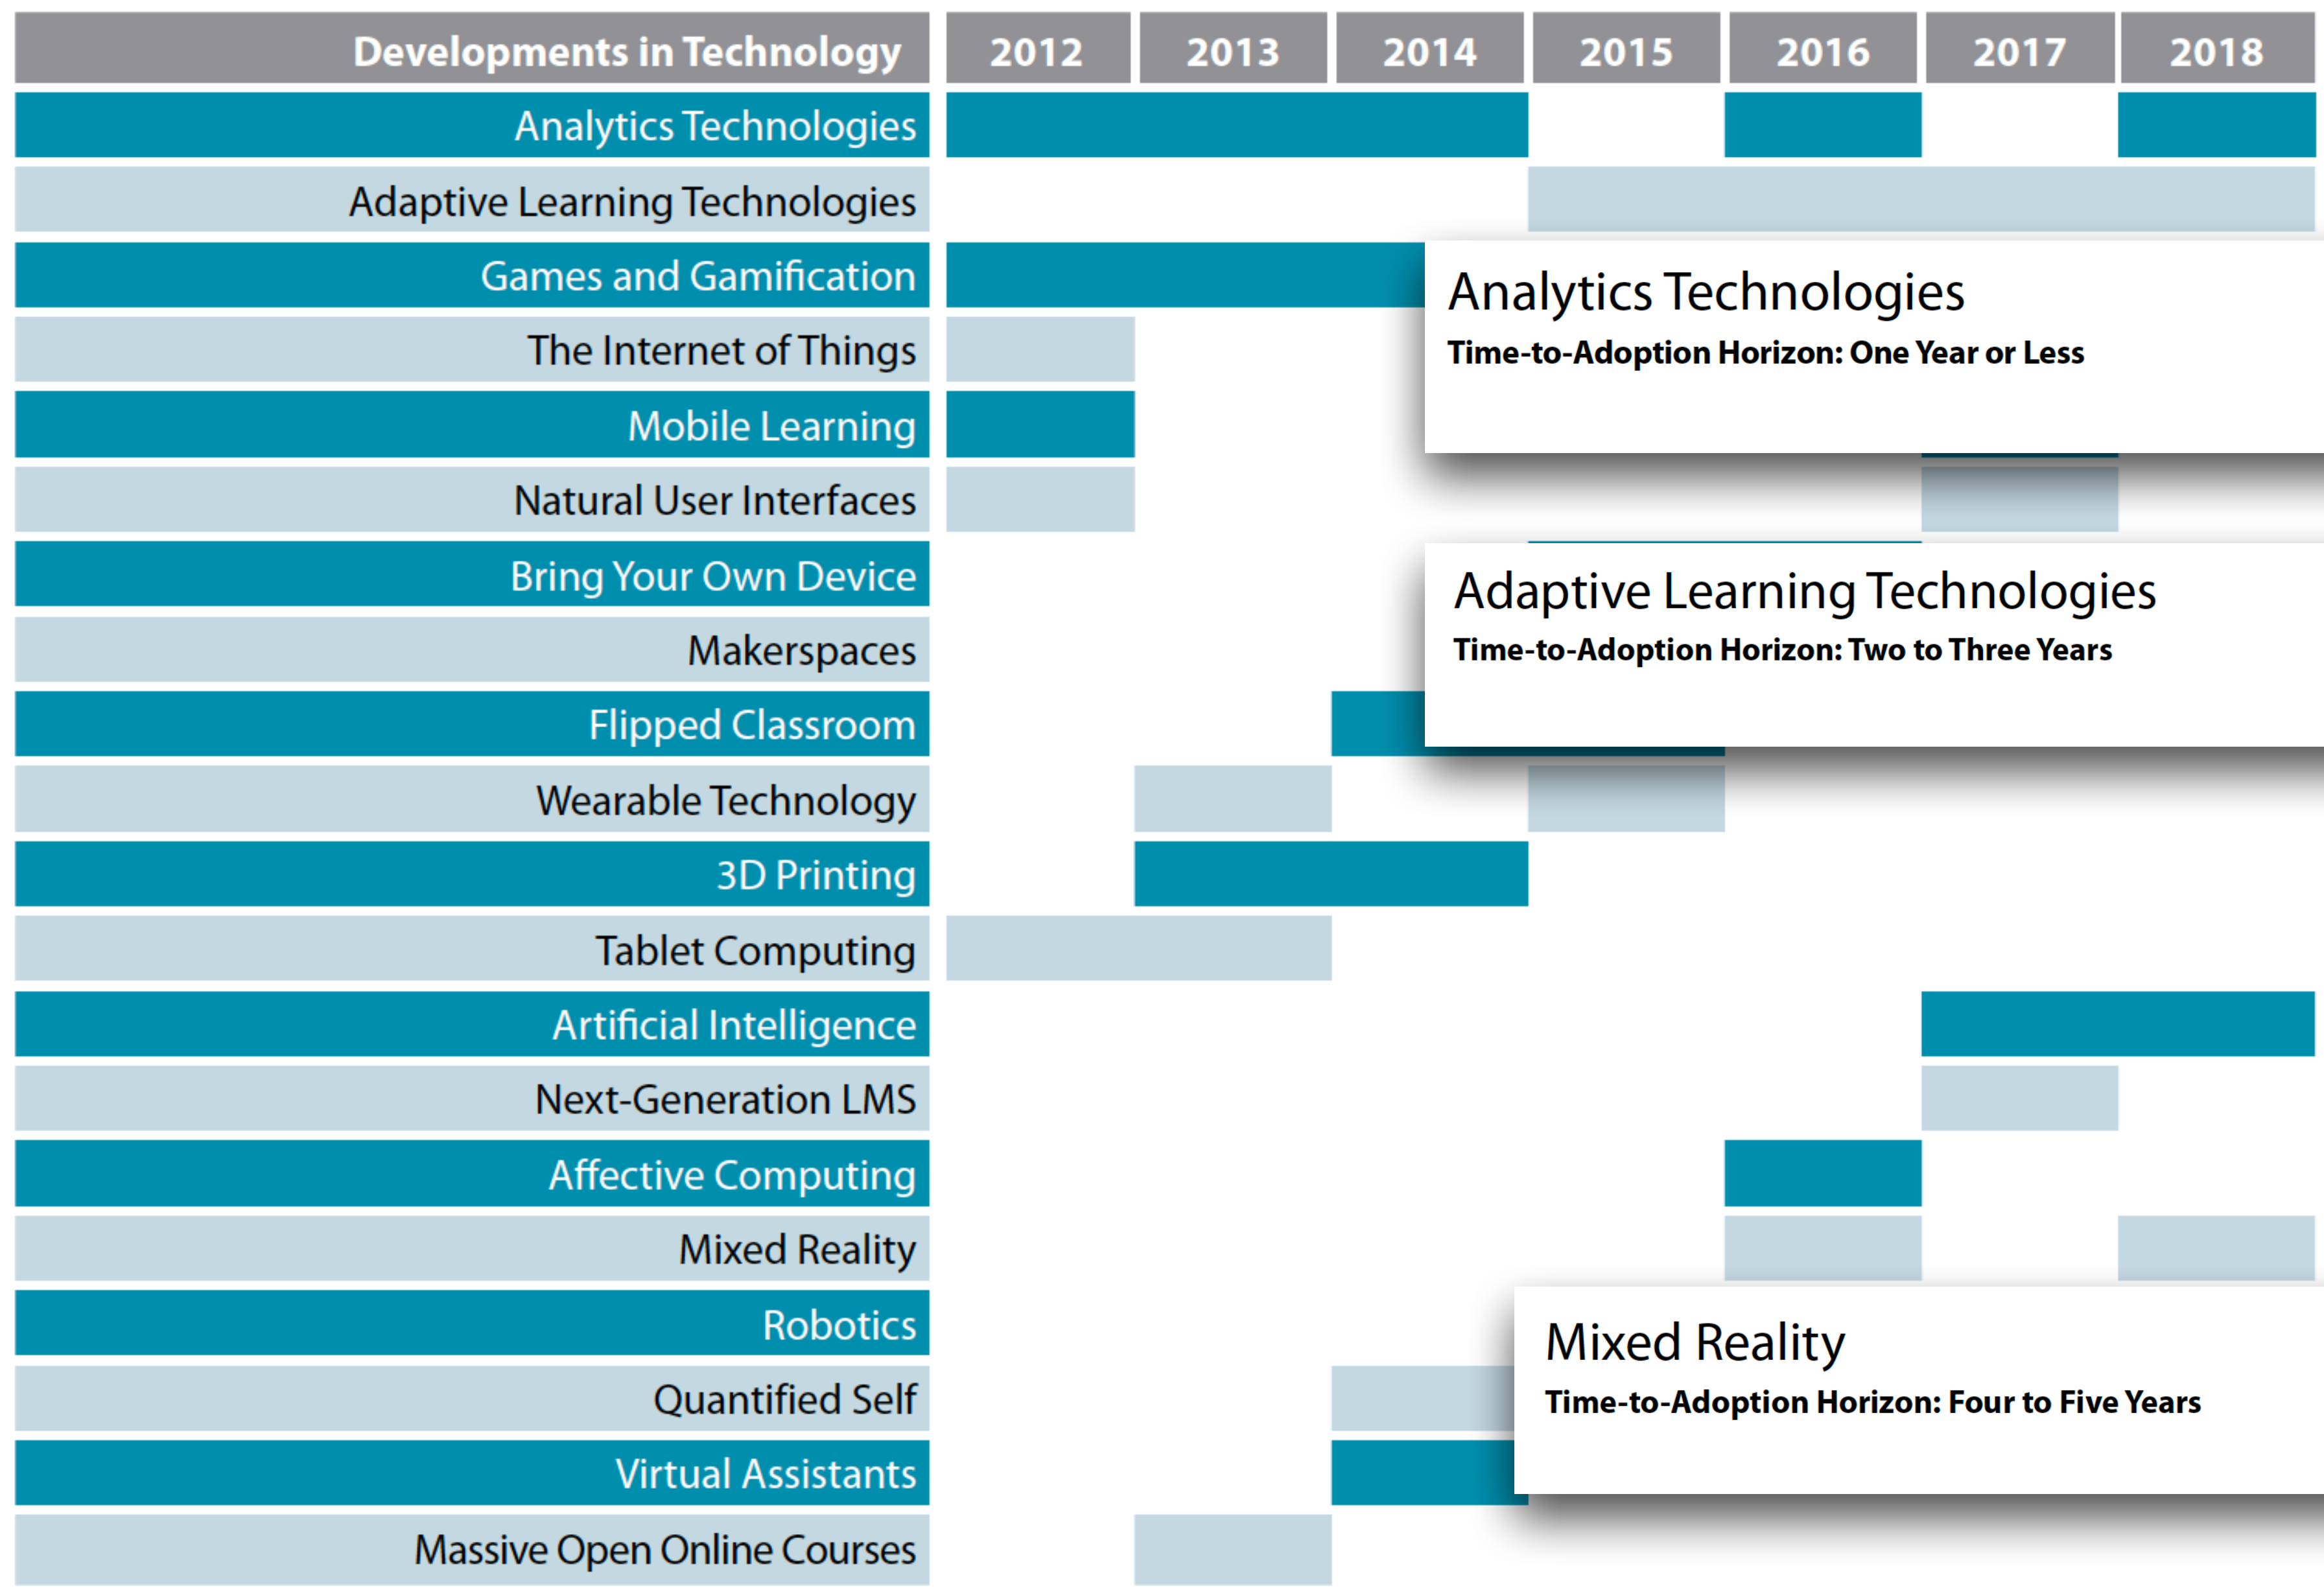 Developments in Technology 2012 2013 2014 2015 2016 2017 2018
Analytics Technologies
Adaptive Learning Technologies
Games and Gamification
The Internet of Things
Mobile Learning
Natural User Interfaces
Bring Your Own Device
Makerspaces
Flipped Classroom
Wearable Technology
3D Printing
Tablet Computing
Artificial Intelligence
Next-Generation LMS
Affective Computing
Mixed Reality
Robotics
Quantified Self
Virtual Assistants
Massive Open Online Courses
Analytics Technologies
Time-to-Adoption Horizon: One Year or Less
Adaptive Learning Technologies
Time-to-Adoption Horizon: Two to Three Years
Mixed Reality
Time-to-Adoption Horizon: Four to Five Years